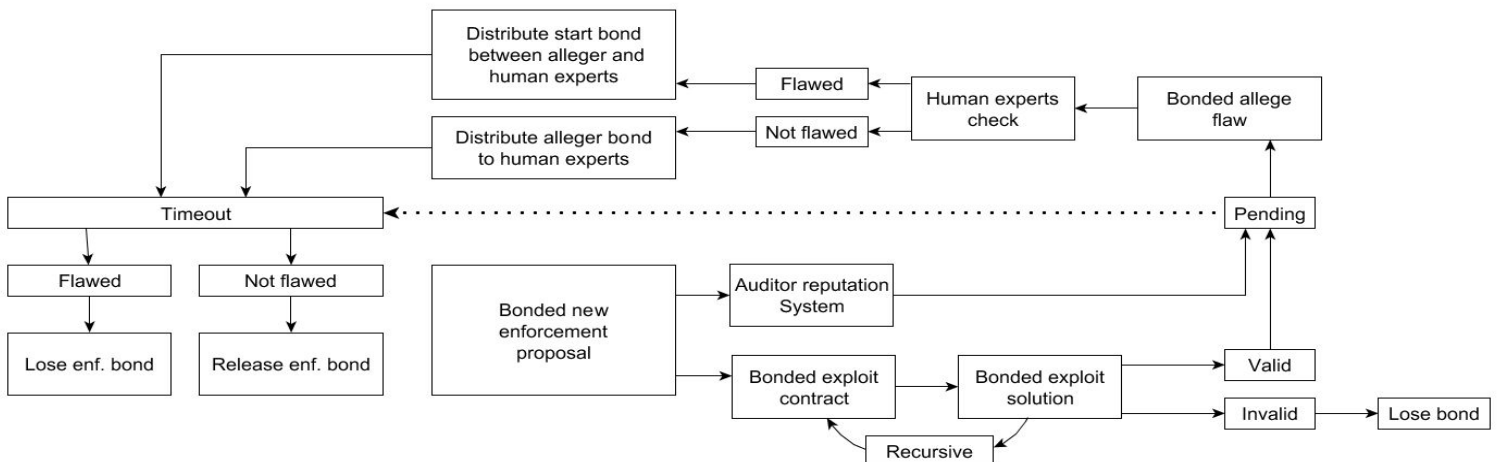 Distribute start bond
between alleger and
human experts
Flawed
Human experts
check
Bonded allege
flaw
Distribute alleger bond
to human experts
Not flawed
Timeout
Pending
Flawed
Not flawed
Bonded new
enforcement
proposal
Auditor reputation
System
Lose enf. bond
Release enf. bond
Bonded exploit
contract
Bonded exploit
solution
Valid
Invalid
Lose bond
Recursive